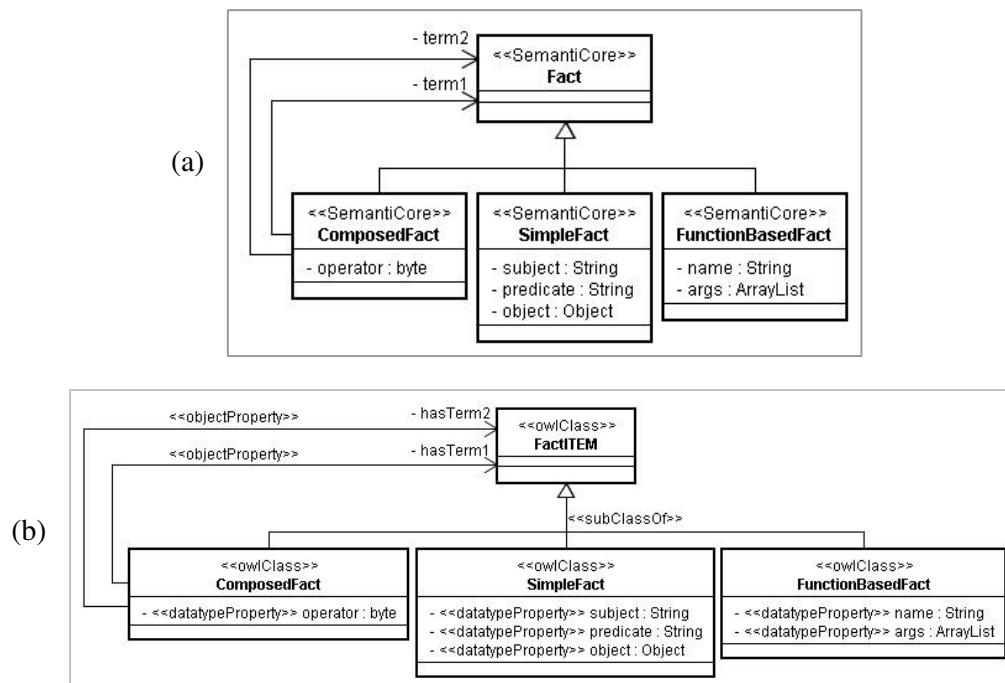 - term2
<<SemantiCore>>
Fact
- term1
(a)
<<SemantiCore>>
ComposedFact
- operator : byte
<<SemantiCore>>
SimpleFact
- subject : String
- predicate : String
- object : Object
<<SemantiCore>>
FunctionBasedFact
- name : String
- args : ArrayList
<<objectProperty>>
- hasTerm2
<<owlClass>>
FactITEM
<<objectProperty>>
- hasTerm1
(b)
<<subClassOf>>
<<owlClass>>
ComposedFact
- <<datatypeProperty>> operator : byte
<<owlClass>>
SimpleFact
- <<datatypeProperty>> subject : String
- <<datatypeProperty>> predicate : String
- <<datatypeProperty>> object : Object
<<owlClass>>
FunctionBasedFact
- <<datatypeProperty>> name : String
- <<datatypeProperty>> args : ArrayList